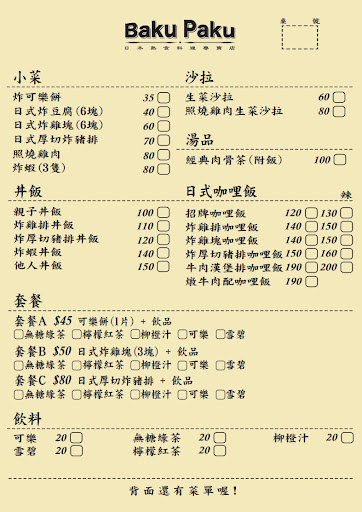 Baku Paku
日本熟食料理專賣店
桌 號
小菜
炸可樂餅 35
日式炸豆腐(6塊) 40
日式炸雞塊(6塊) 60
日式厚切炸豬排 70
照燒雞肉 80
炸蝦(3隻) 80
沙拉
生菜沙拉 60
照燒雞肉生菜沙拉 80
湯品
經典肉骨茶(附飯) 100
丼飯
親子丼飯 100
炸雞排丼飯 110
炸厚切豬排丼飯 120
炸蝦丼飯 140
他人丼飯 150
日式咖哩飯 辣
招牌咖哩飯 120 130
炸雞排咖哩飯 140 150
炸雞塊咖哩飯 140 150
炸厚切豬排咖哩飯 150 160
牛肉漢堡排咖哩飯 190 200
燉牛肉配咖哩飯 190
套餐
套餐A $45 可樂餅(1片) + 飲品
無糖綠茶 檸檬紅茶 柳橙汁 可樂 雪碧
套餐B $50 日式炸雞塊(3塊) + 飲品
無糖綠茶 檸檬紅茶 柳橙汁 可樂 雪碧
套餐C $80 日式厚切炸豬排 + 飲品
無糖綠茶 檸檬紅茶 柳橙汁 可樂 雪碧
飲料
可樂 20 無糖綠茶 20 柳橙汁 20
雪碧 20 檸檬紅茶 20
背面還有菜單喔!